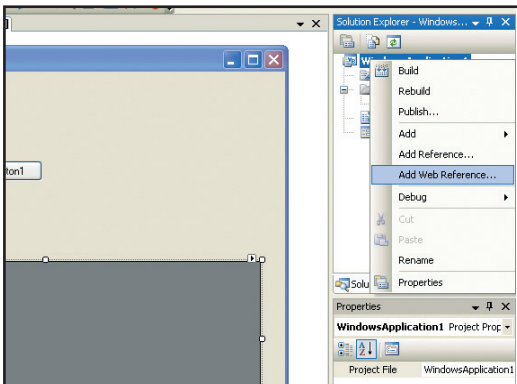 Solution Explorer - Windows...
Build
Rebuild
Publish...
Add
Add Reference...
Add Web Reference...
Debug
Cut
Paste
Rename
Properties
ton1
Solu
Properties
WindowsApplication1 Project Prop
Project File WindowsApplication1